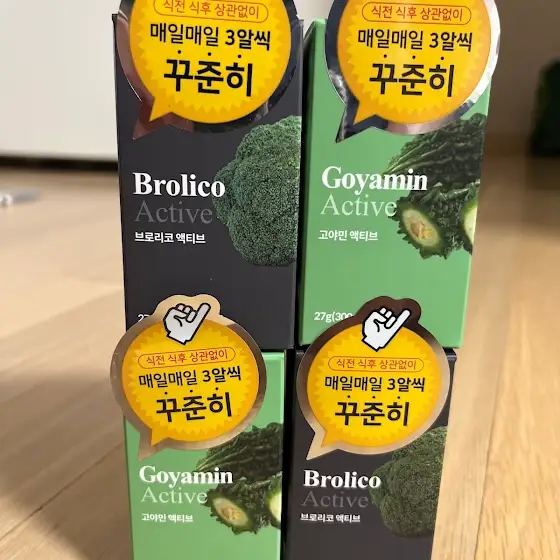 식전 식후 상관없이
매일매일 3알씩
꾸준히
Brolico
Active
브로리코 액티브
식전 식후 상관없이
매일매일 3알씩
꾸준히
Goyamin
Active
고야민 액티브
27g(300
식전 식후 상관없이
매일매일 3알씩
꾸준히
Goyamin
Active
고야민 액티브
식전 식후 상관없이
매일매일 3알씩
꾸준히
Brolico
Active
브로리코 액티브